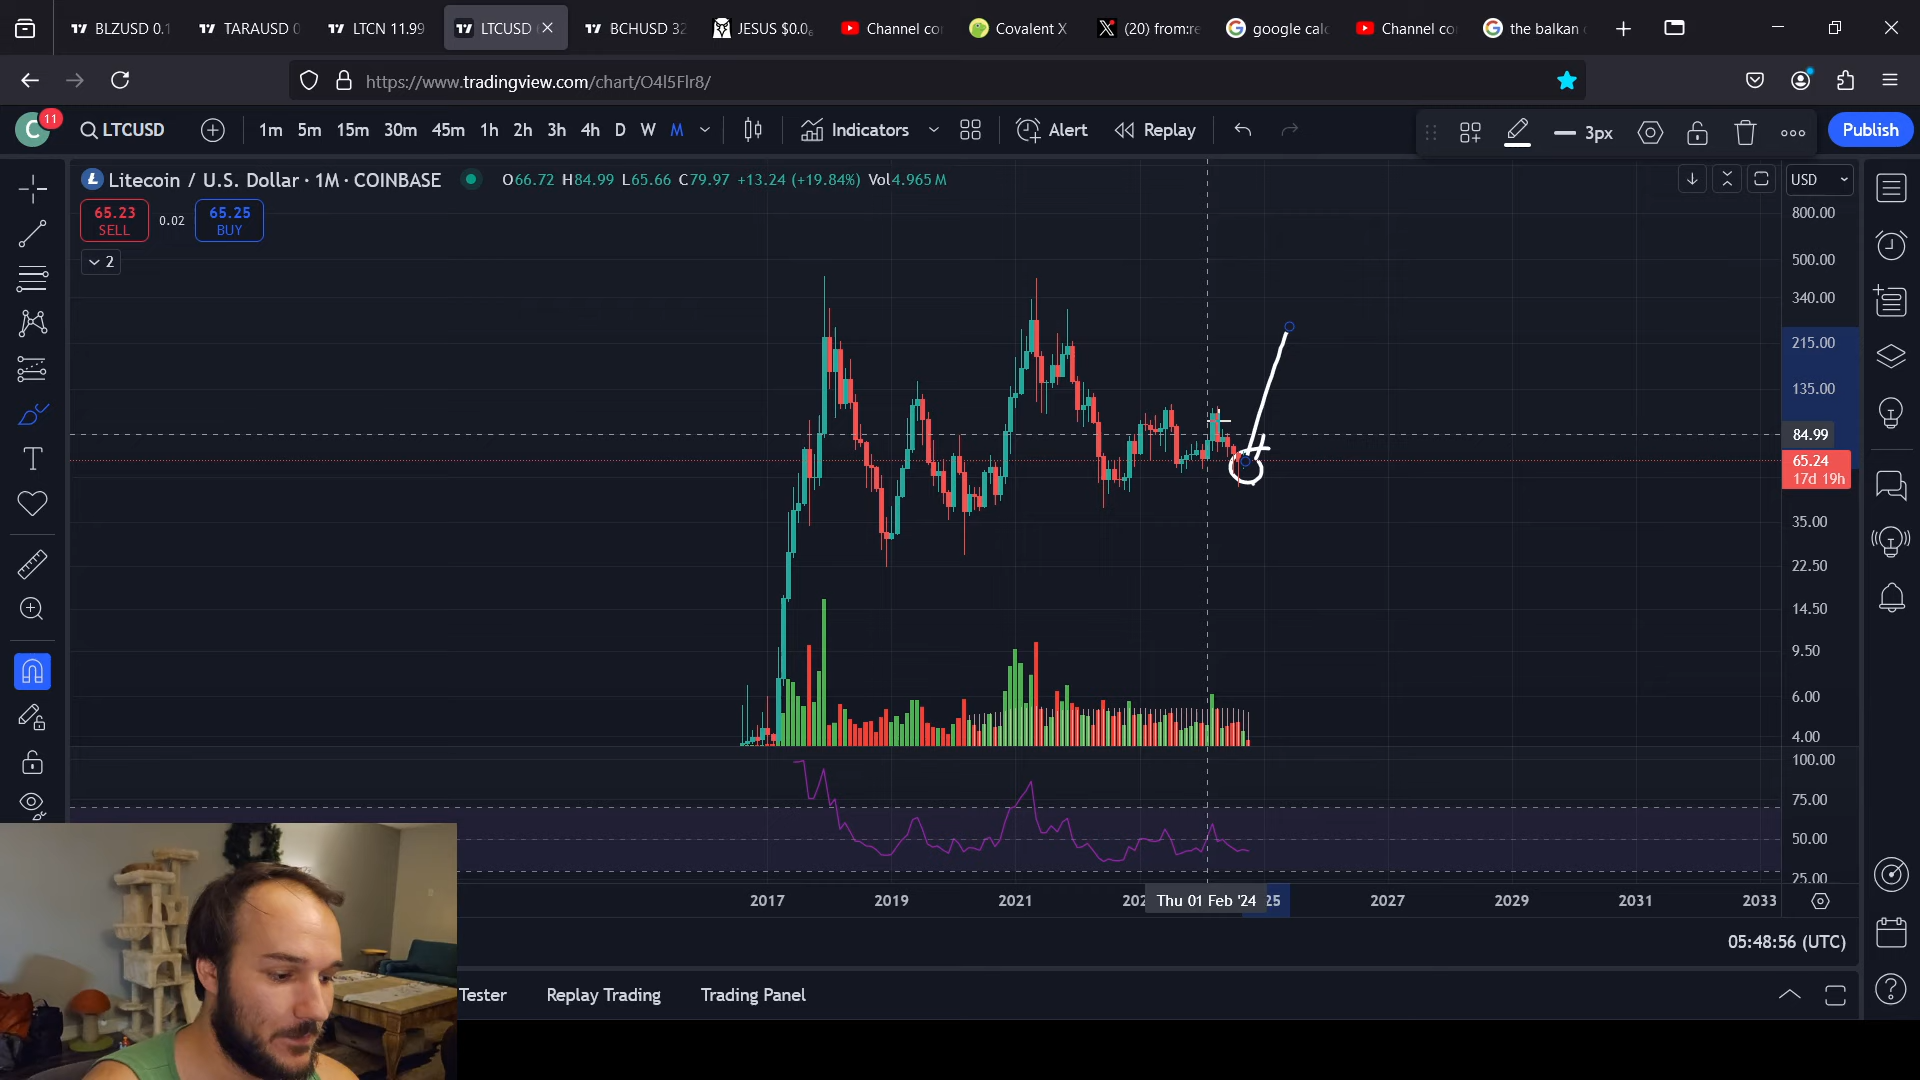 BLZUSD 0.1
TARAUSD 0
LTCN 11.99
LTCUSD
BCHUSD 32
JESUS $0.0
Channel co
Covalent X
(20) from:re
google calc
Channel co
the balkan
https://www.tradingview.com/chart/O4l5Flr8/
C
11
LTCUSD
1m 5m 15m 30m 45m 1h 2h 3h 4h D W M
Indicators
Alert
Replay
3px
Publish
Litecoin / U.S. Dollar · 1M · COINBASE
O66.72 H84.99 L65.66 C79.97 +13.24 (+19.84%) Vol4.965 M
USD
65.23
SELL
0.02
65.25
BUY
2
800.00
500.00
340.00
215.00
135.00
84.99
65.24
17d 19h
35.00
22.50
14.50
9.50
6.00
4.00
100.00
75.00
50.00
25.00
2017 2019 2021 202 Thu 01 Feb '24 25 2027 2029 2031 2033
05:48:56 (UTC)
Tester
Replay Trading
Trading Panel